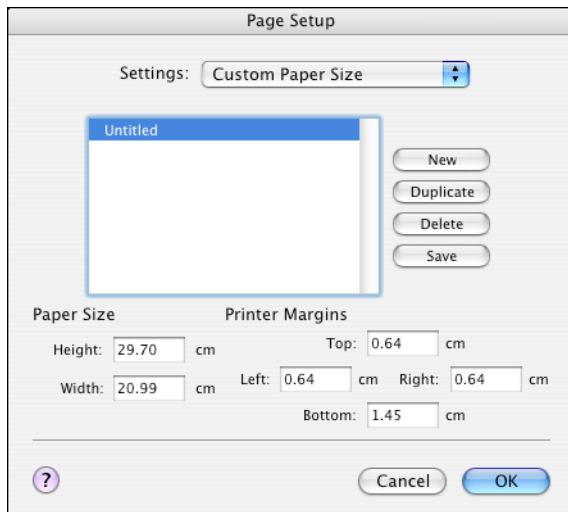 Page Setup
Settings: Custom Paper Size
Untitled
New
Duplicate
Delete
Save
Paper Size
Height: 29.70 cm
Width: 20.99 cm
Printer Margins
Top: 0.64 cm
Left: 0.64 cm Right: 0.64 cm
Bottom: 1.45 cm
? Cancel OK